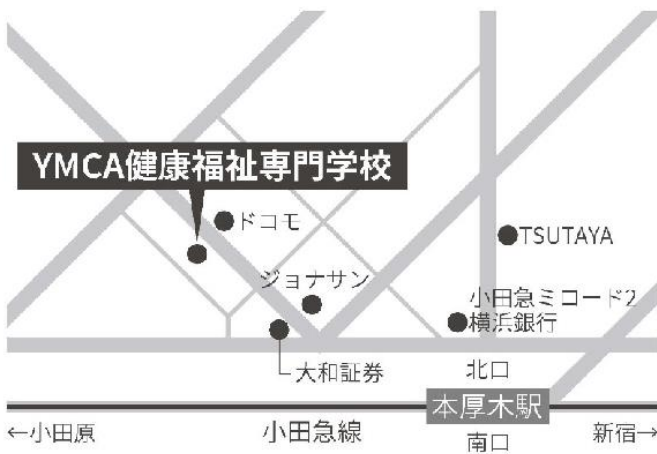 YMCA健康福祉専門学校
ドコモ
TSUTAYA
ジョナサン
小田急ミロード2
横浜銀行
大和証券
北口
本厚木駅
←小田原
小田急線
南口
新宿→